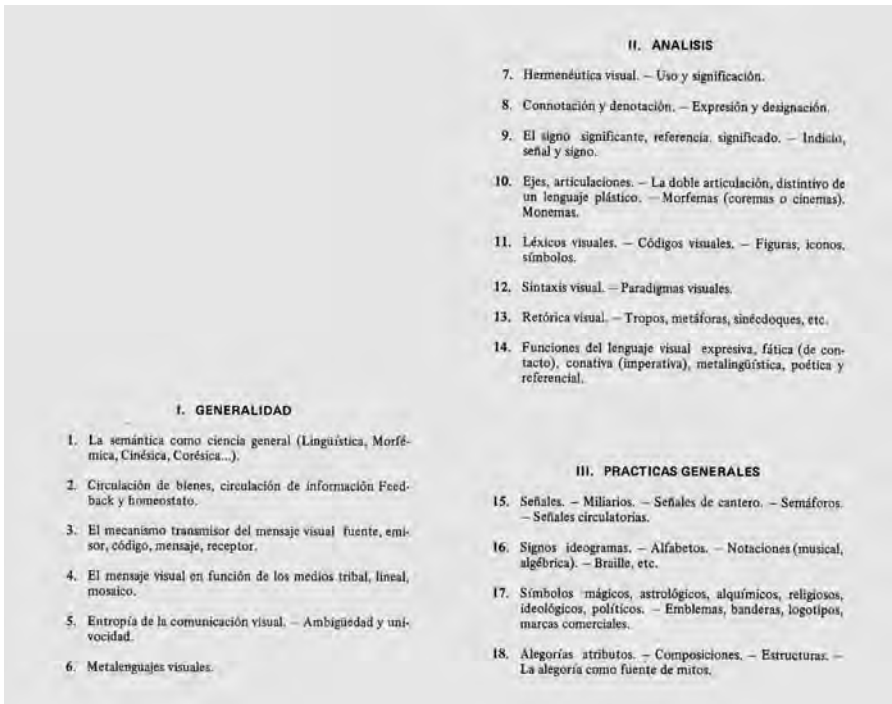 I. GENERALIDAD
1. La semántica como ciencia general (Lingüística, Morfé-
mica, Cinésica, Corésica...).
2. Circulación de bienes, circulación de información Feed-
back y homeostato.
3. El mecanismo transmisor del mensaje visual fuente, emi-
sor, código, mensaje, receptor.
4. El mensaje visual en función de los medios tribal, lineal,
mosaico.
5. Entropía de la comunicación visual. — Ambigüedad y uni-
vocidad.
6. Metalenguajes visuales.
II. ANALISIS
7. Hermenéutica visual. — Uso y significación.
8. Connotación y denotación. — Expresión y designación.
9. El signo significante, referencia, significado. — Indicio,
señal y signo.
10. Ejes, articulaciones. — La doble articulación, distintivo de
un lenguaje plástico. — Morfemas (coremas o cinemas).
Monemas.
11. Léxicos visuales. — Códigos visuales. — Figuras, iconos,
símbolos.
12. Sintaxis visual. — Paradigmas visuales.
13. Retórica visual. — Tropos, metáforas, sinécdoques, etc.
14. Funciones del lenguaje visual expresiva, fática (de con-
tacto), conativa (imperativa), metalingüística, poética y
referencial.
III. PRACTICAS GENERALES
15. Señales. — Miliarios. — Señales de cantero. — Semáforos.
— Señales circulatorias.
16. Signos ideogramas. — Alfabetos. — Notaciones (musical,
algébrica). — Braille, etc.
17. Símbolos mágicos, astrológicos, alquímicos, religiosos,
ideológicos, políticos. — Emblemas, banderas, logotipos,
marcas comerciales.
18. Alegorías atributos. — Composiciones. — Estructuras. —
La alegoría como fuente de mitos.